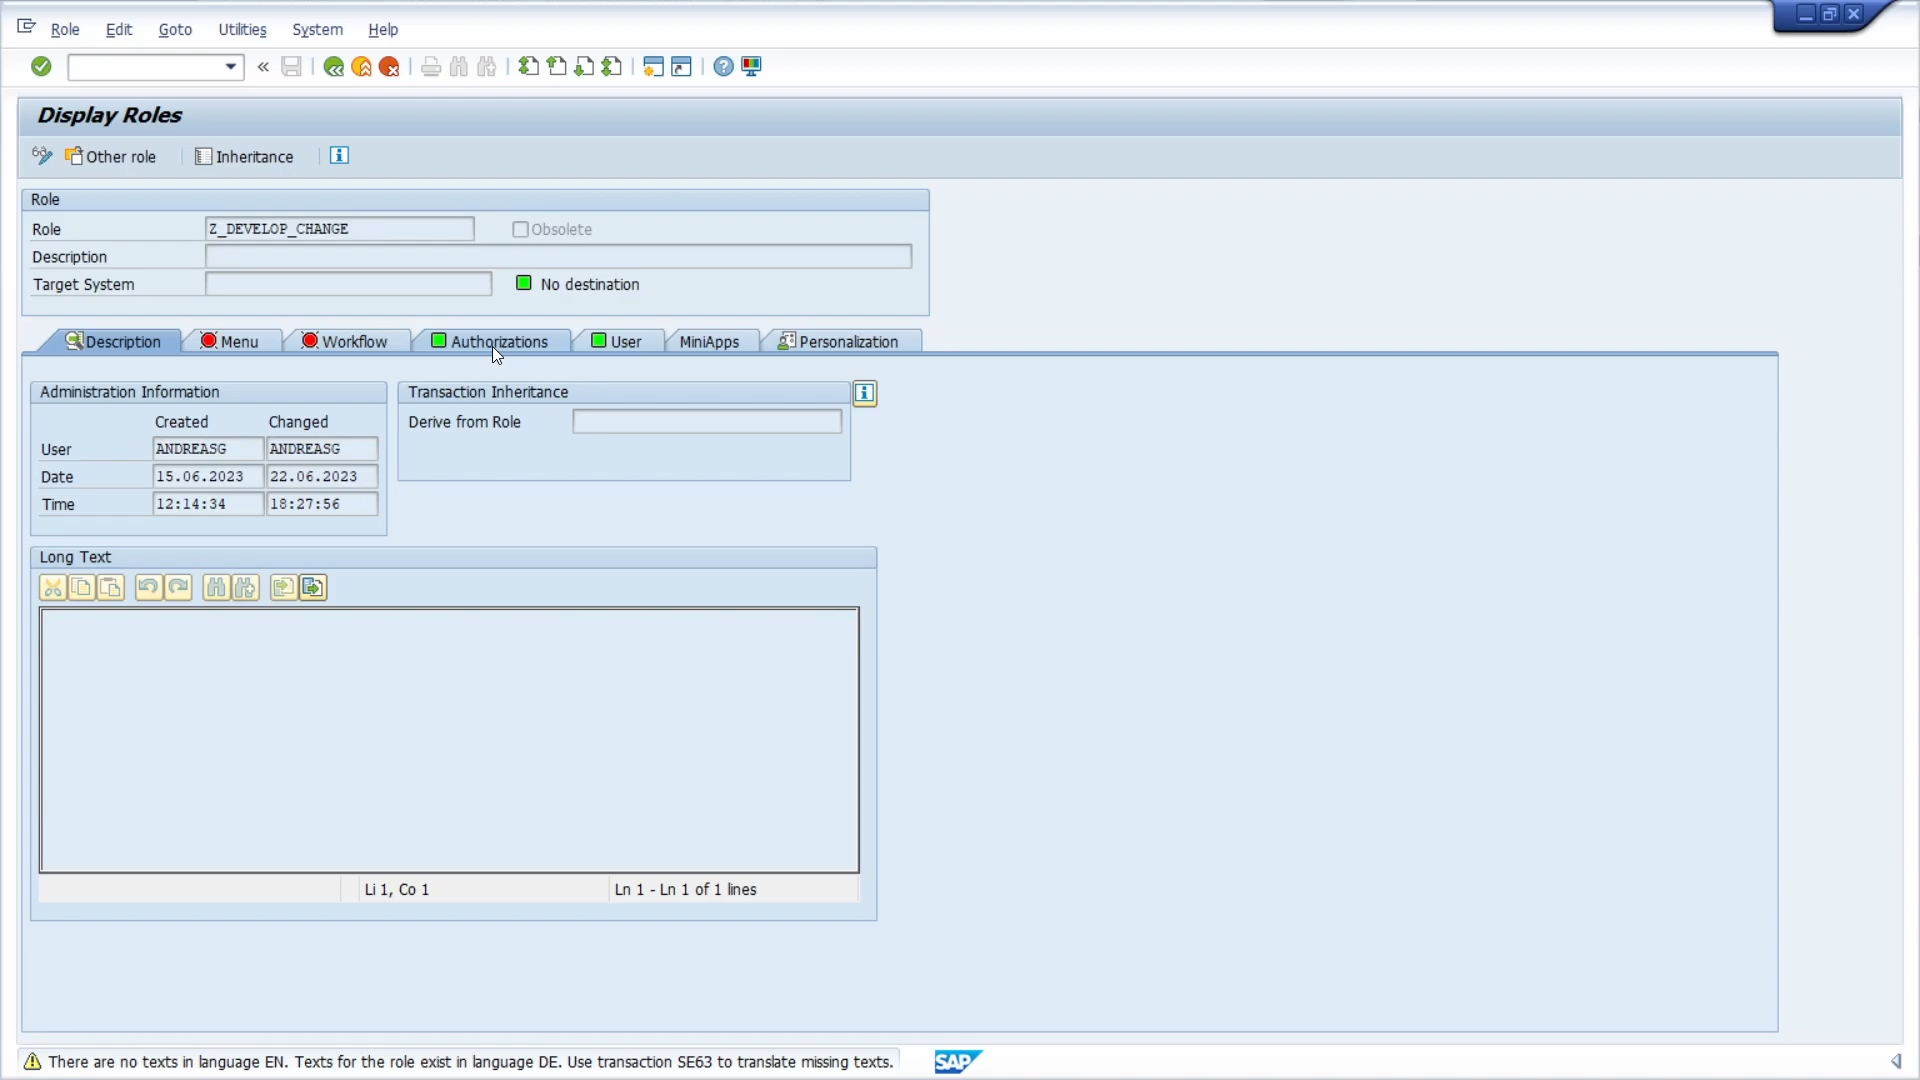 Role Edit Goto Utilities System Help
Display Roles
Other role Inheritance
Role
Role Z_DEVELOP_CHANGE Obsolete
Description
Target System No destination
Description Menu Workflow Authorizations User MiniApps Personalization
Administration Information Transaction Inheritance
Created Changed Derive from Role
User ANDREASG ANDREASG
Date 15.06.2023 22.06.2023
Time 12:14:34 18:27:56
Long Text
Li 1, Co 1 Ln 1 - Ln 1 of 1 lines
There are no texts in language EN. Texts for the role exist in language DE. Use transaction SE63 to translate missing texts. SAP